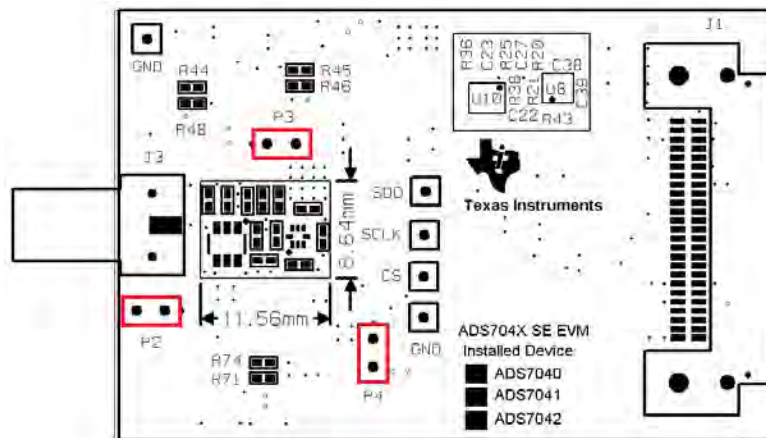 J1
GND
R44
R48
R45
R46
P3
J3
R36
C23
R25
C27
R20
C38
U10
R38
C22
R21
U8
C39
R43
Texas Instruments
SDO
SCLK
CS
GND
8.64mm
11.56mm
P2
R74
R71
P4
ADS704X SE EVM
Installed Device
ADS7040
ADS7041
ADS7042